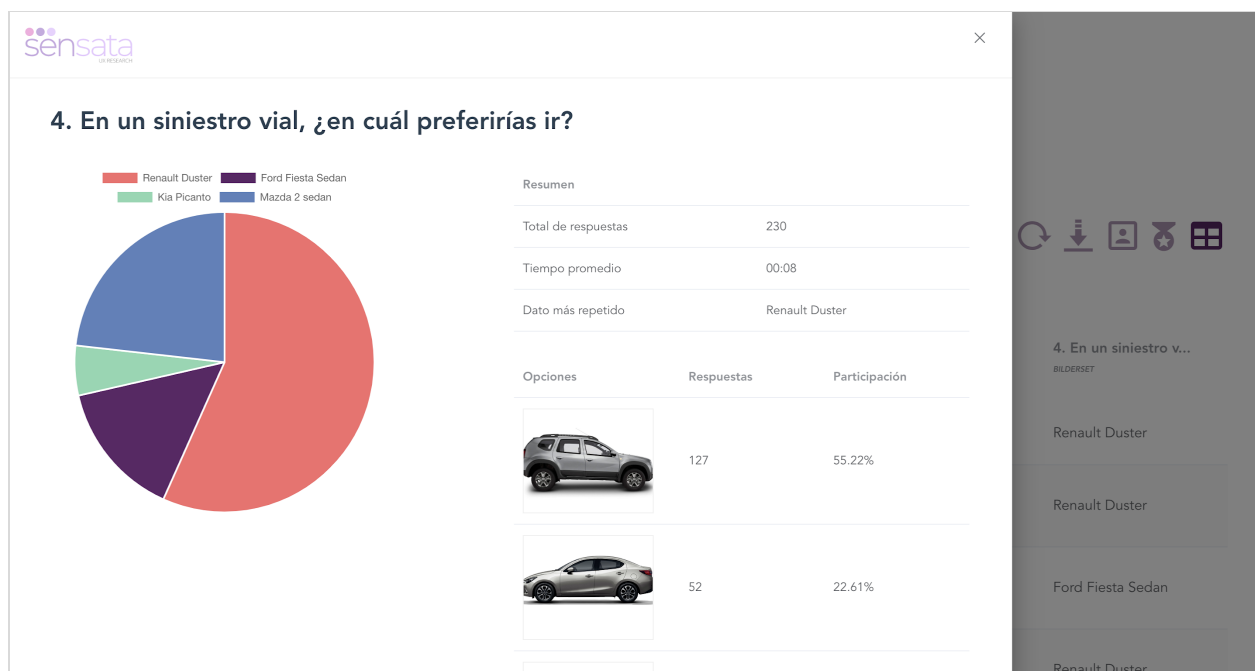 sensata
UX RESEARCH
4. En un siniestro vial, ¿en cuál preferirías ir?
Renault Duster Ford Fiesta Sedan
Kia Picanto Mazda 2 sedan
Resumen
Total de respuestas 230
Tiempo promedio 00:08
Dato más repetido Renault Duster
Opciones Respuestas Participación
127 55.22%
52 22.61%
4. En un siniestro v...
BILDERSET
Renault Duster
Renault Duster
Ford Fiesta Sedan
Renault Duster